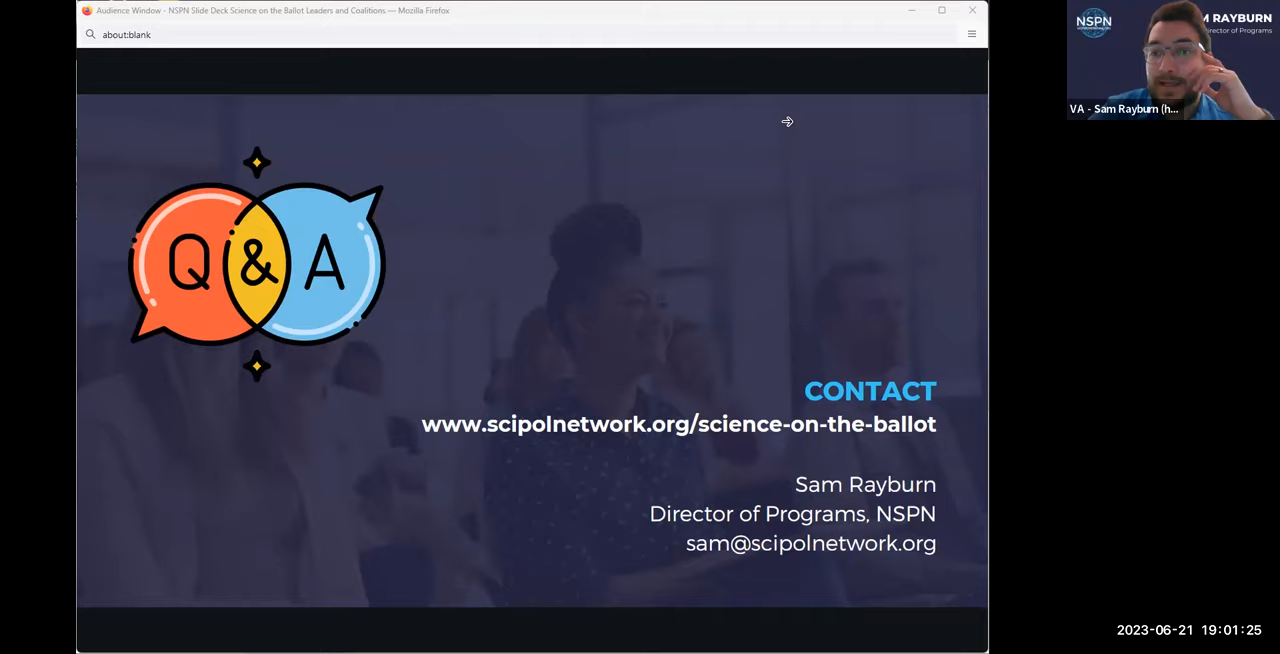 Audience Window - NSPN Slide Deck Science on the Ballot Leaders and Coalitions — Mozilla Firefox
about:blank
Q & A
CONTACT
www.scipolnetwork.org/science-on-the-ballot
Sam Rayburn
Director of Programs, NSPN
sam@scipolnetwork.org
NSPN
RAYBURN
Director of Programs
VA - Sam Rayburn (h...
2023-06-21 19:01:25